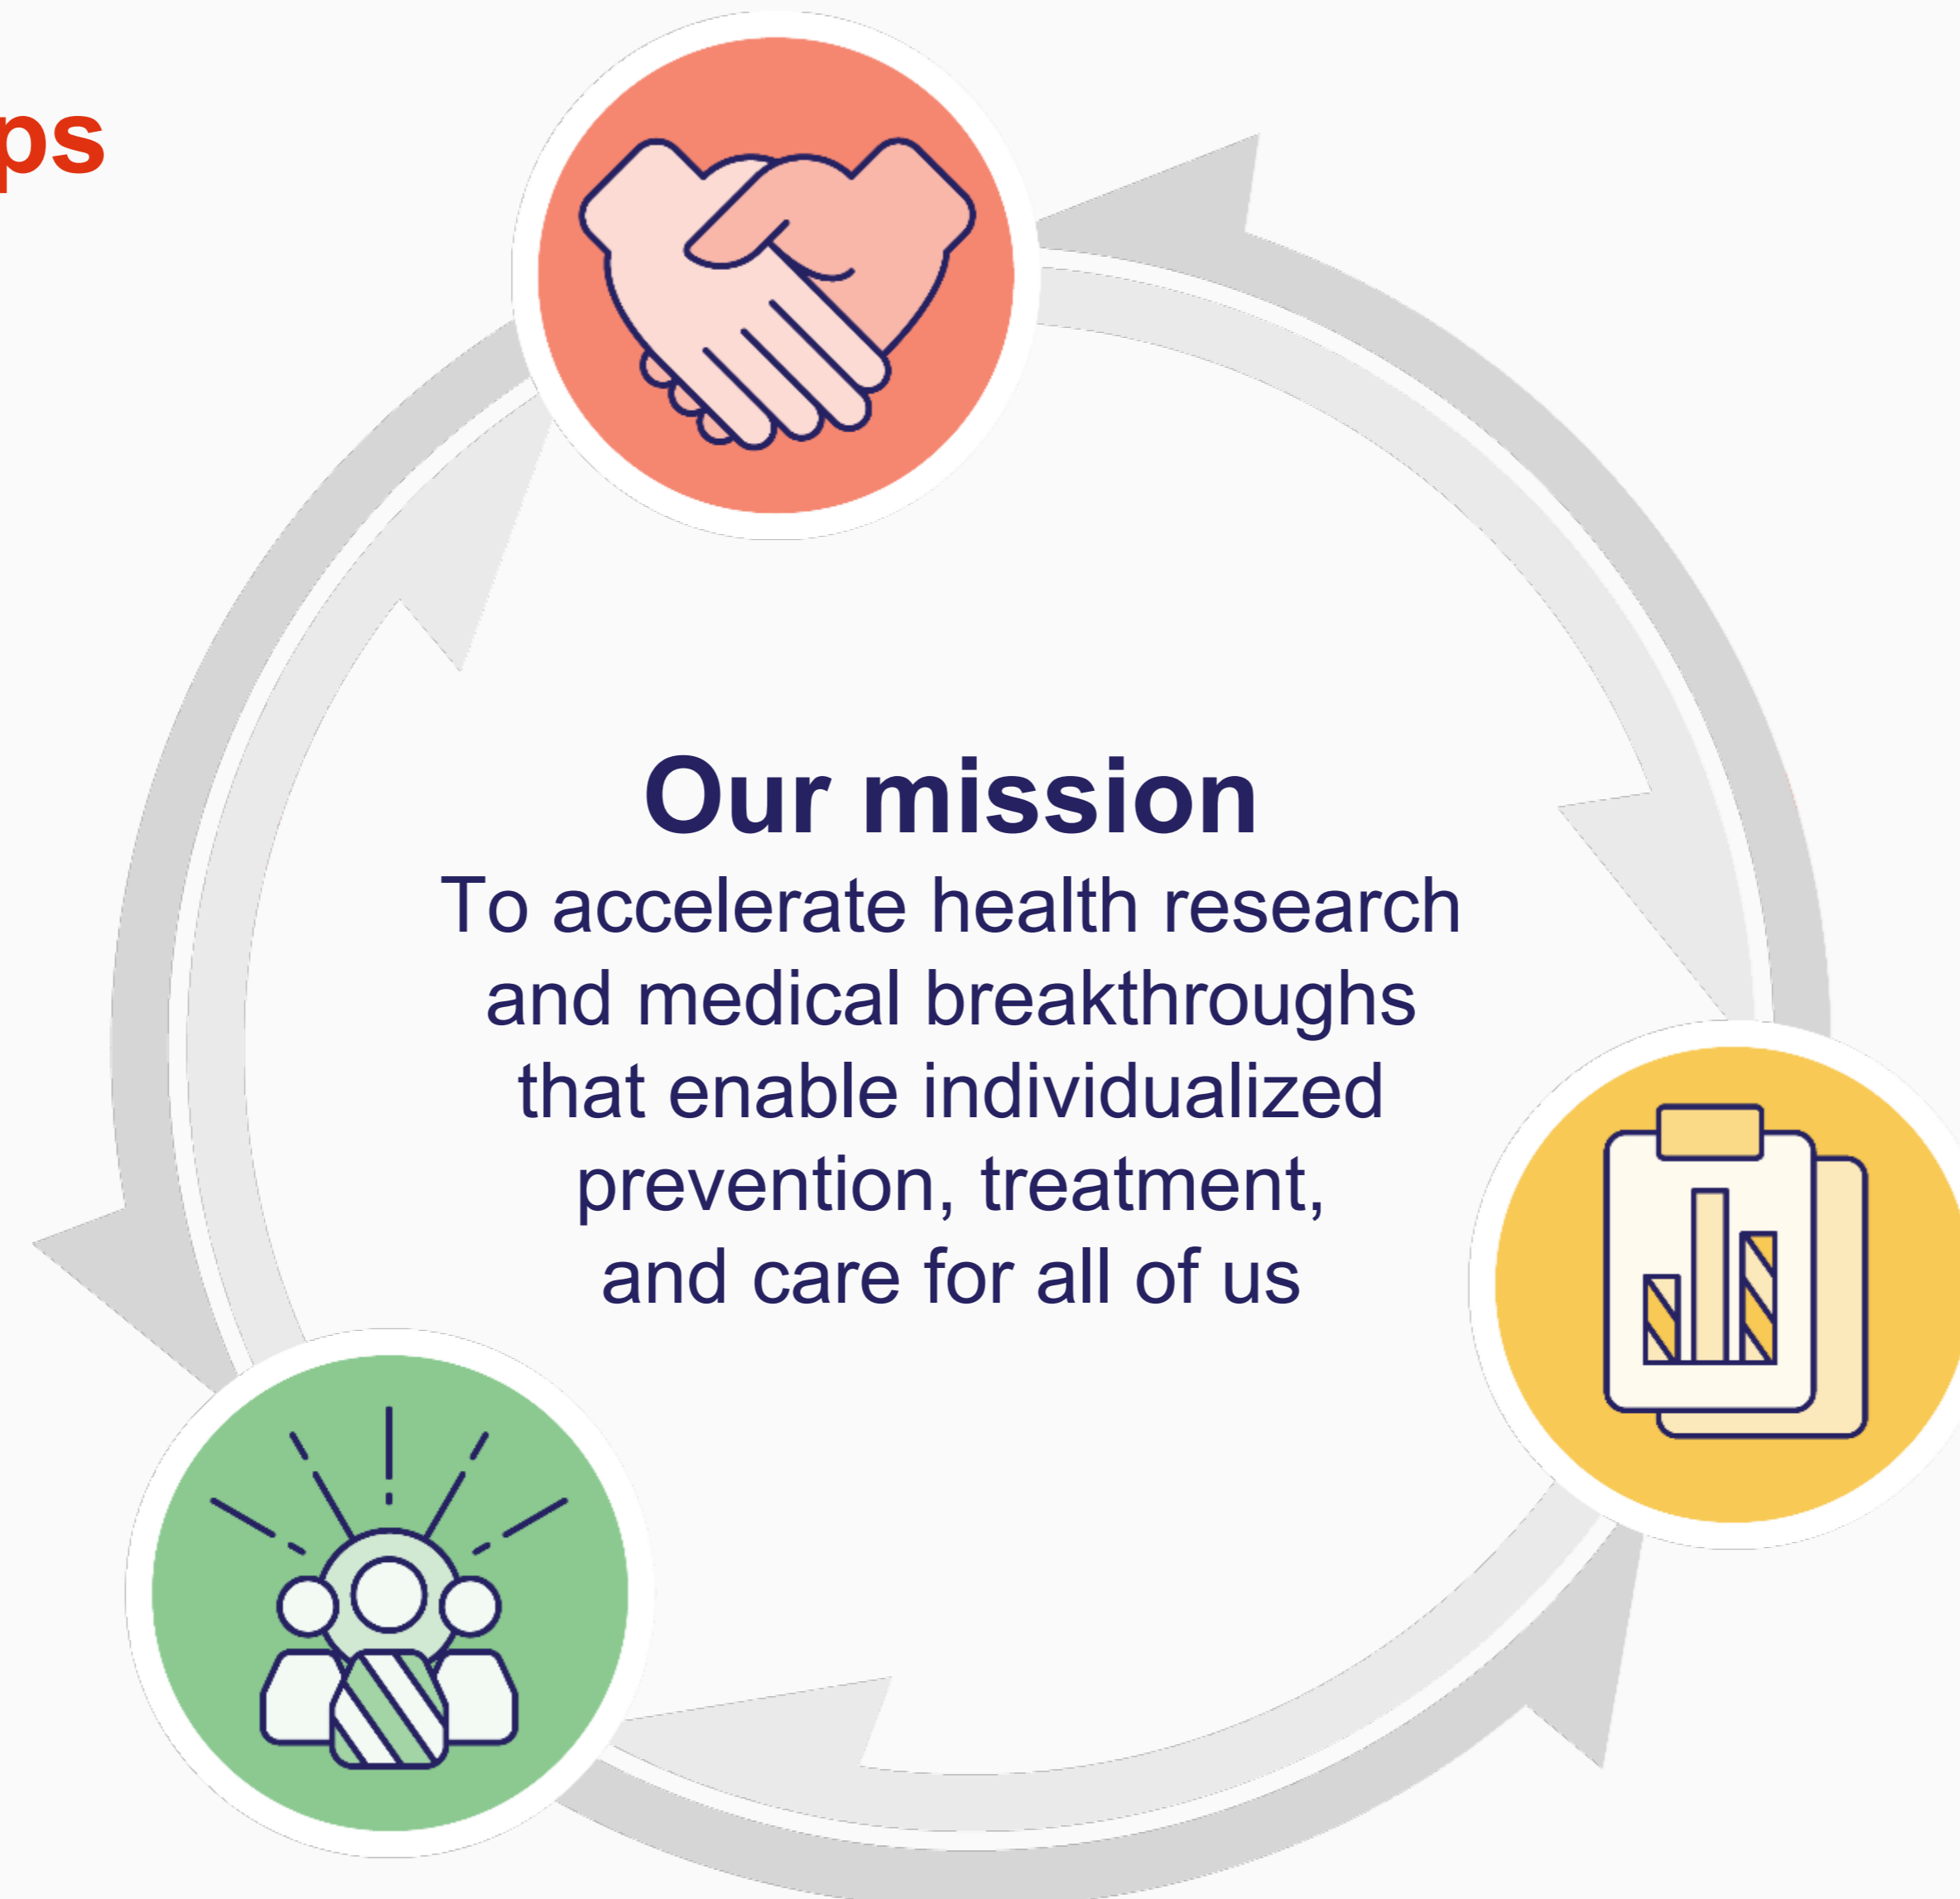 ps
Our mission
To accelerate health research
and medical breakthroughs
that enable individualized
prevention, treatment,
and care for all of us